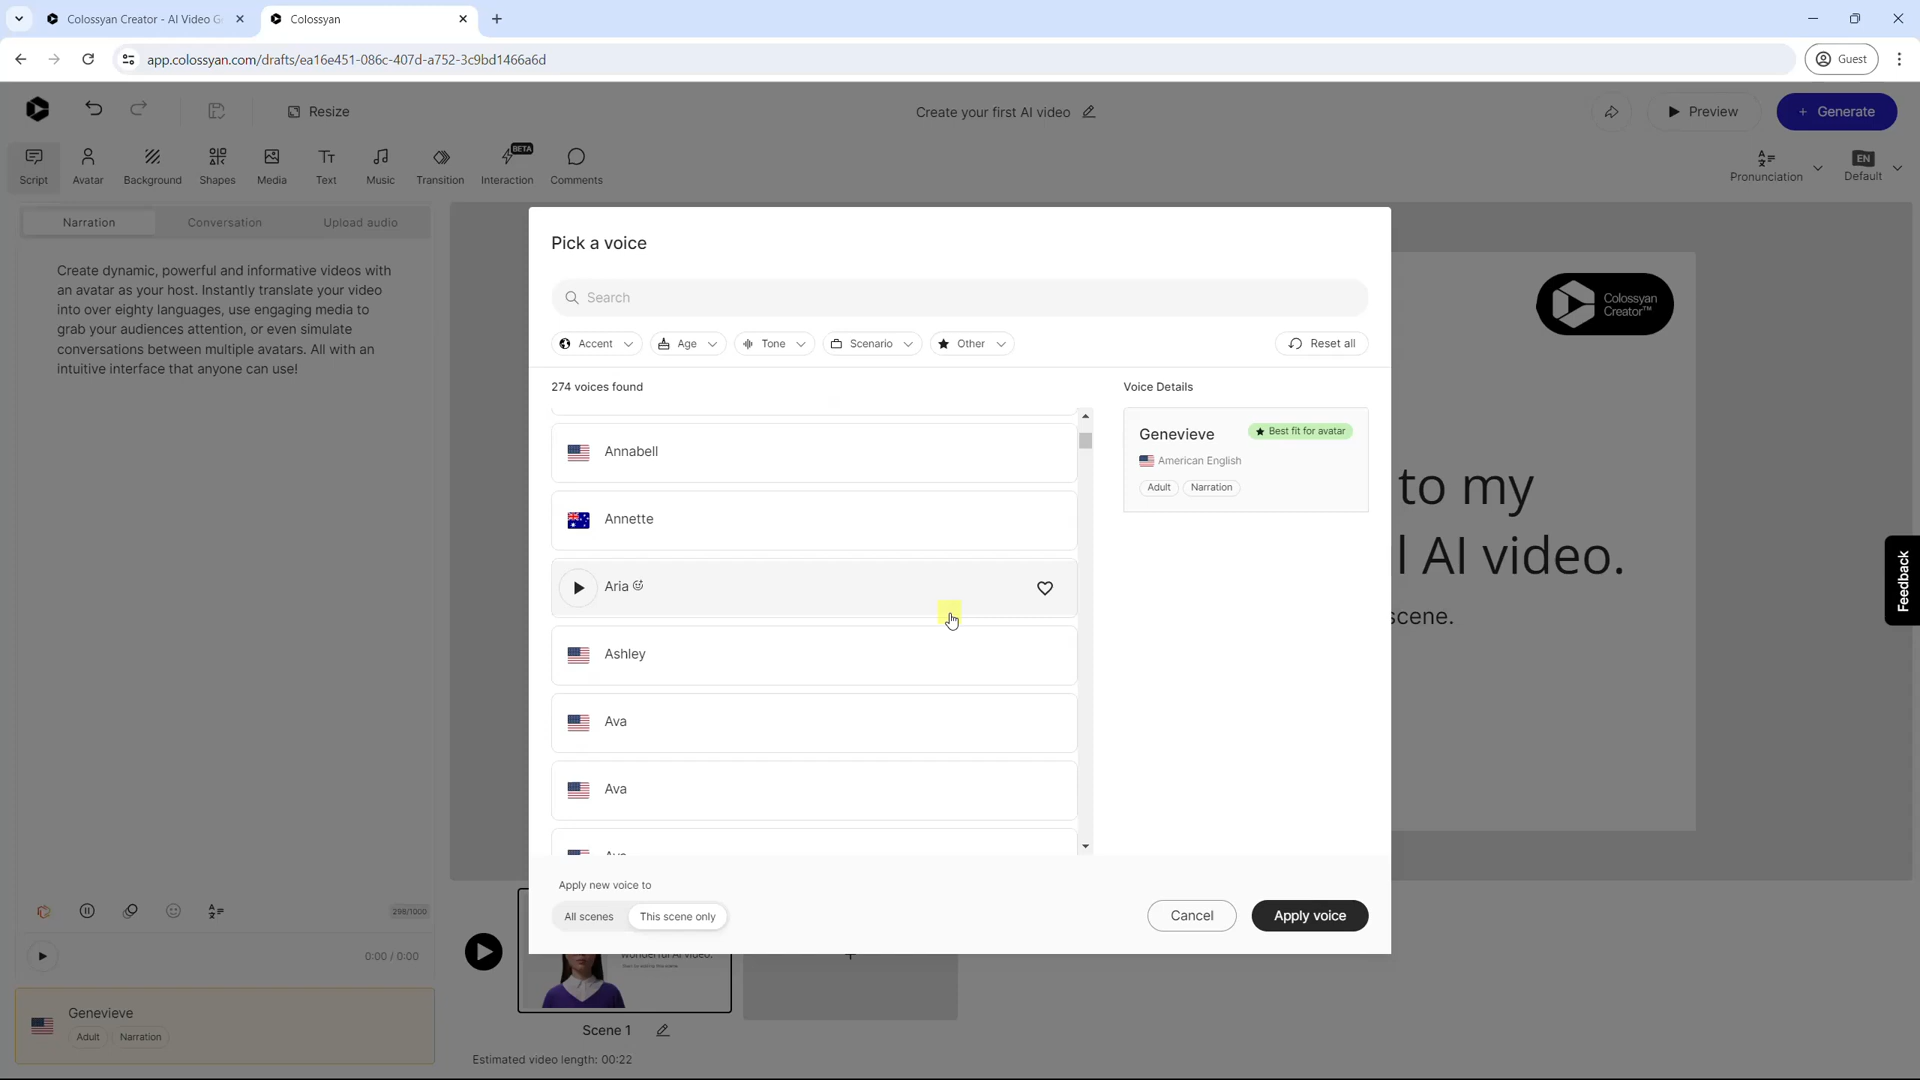 Colossyan Creator - AI Video G
Colossyan
app.colossyan.com/drafts/ea16e451-086c-407d-a752-3c9bd1466a6d
Guest
Resize
Create your first AI video
Preview
+ Generate
Script
Avatar
Background
Shapes
Media
Text
Music
Transition
BETA
Interaction
Comments
Pronunciation
EN
Default
Narration
Conversation
Upload audio
Create dynamic, powerful and informative videos with
an avatar as your host. Instantly translate your video
into over eighty languages, use engaging media to
grab your audiences attention, or even simulate
conversations between multiple avatars. All with an
intuitive interface that anyone can use!
298/1000
0:00 / 0:00
Genevieve
Adult
Narration
Pick a voice
Search
Accent
Age
Tone
Scenario
Other
Reset all
274 voices found
Annabell
Annette
Aria
Ashley
Ava
Ava
Voice Details
Genevieve
Best fit for avatar
American English
Adult
Narration
Apply new voice to
All scenes
This scene only
Cancel
Apply voice
Colossyan
Creator™
to my
l AI video.
scene.
Feedback
wonderful AI video.
Scene 1
Estimated video length: 00:22